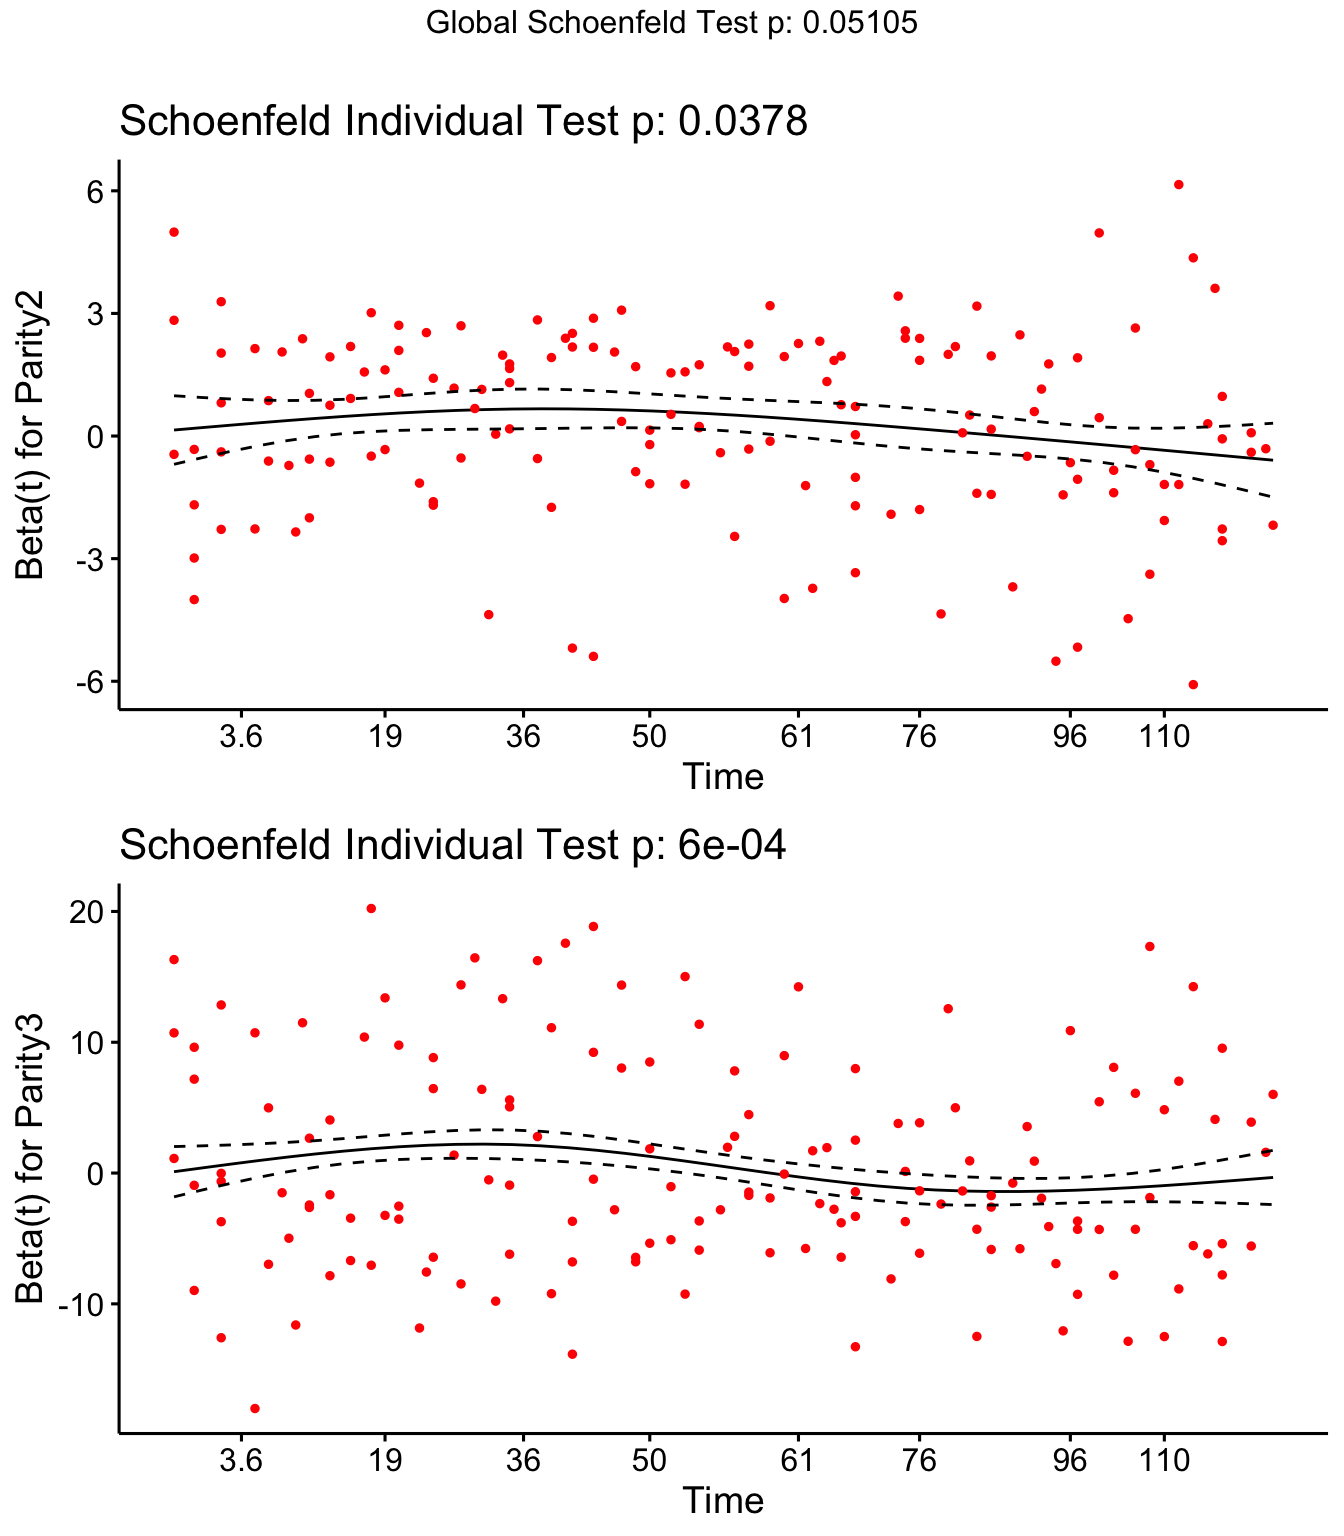 Global Schoenfeld Test p: 0.05105
Schoenfeld Individual Test p: 0.0378
Beta(t) for Parity2
6
3
0
-3
-6
3.6 19 36 50 61 76 96 110
Time
Schoenfeld Individual Test p: 6e-04
Beta(t) for Parity3
20
10
0
-10
3.6 19 36 50 61 76 96 110
Time